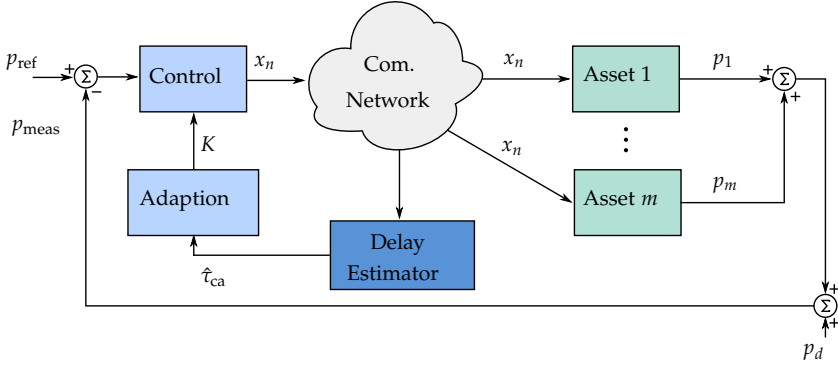 p_ref
+
Σ
−
Control
x_n
Com.
Network
x_n
Asset 1
p_1
+
Σ
+
p_meas
K
x_n
⋮
Adaption
Asset m
p_m
Delay
Estimator
τ̂_ca
+
Σ
+
p_d